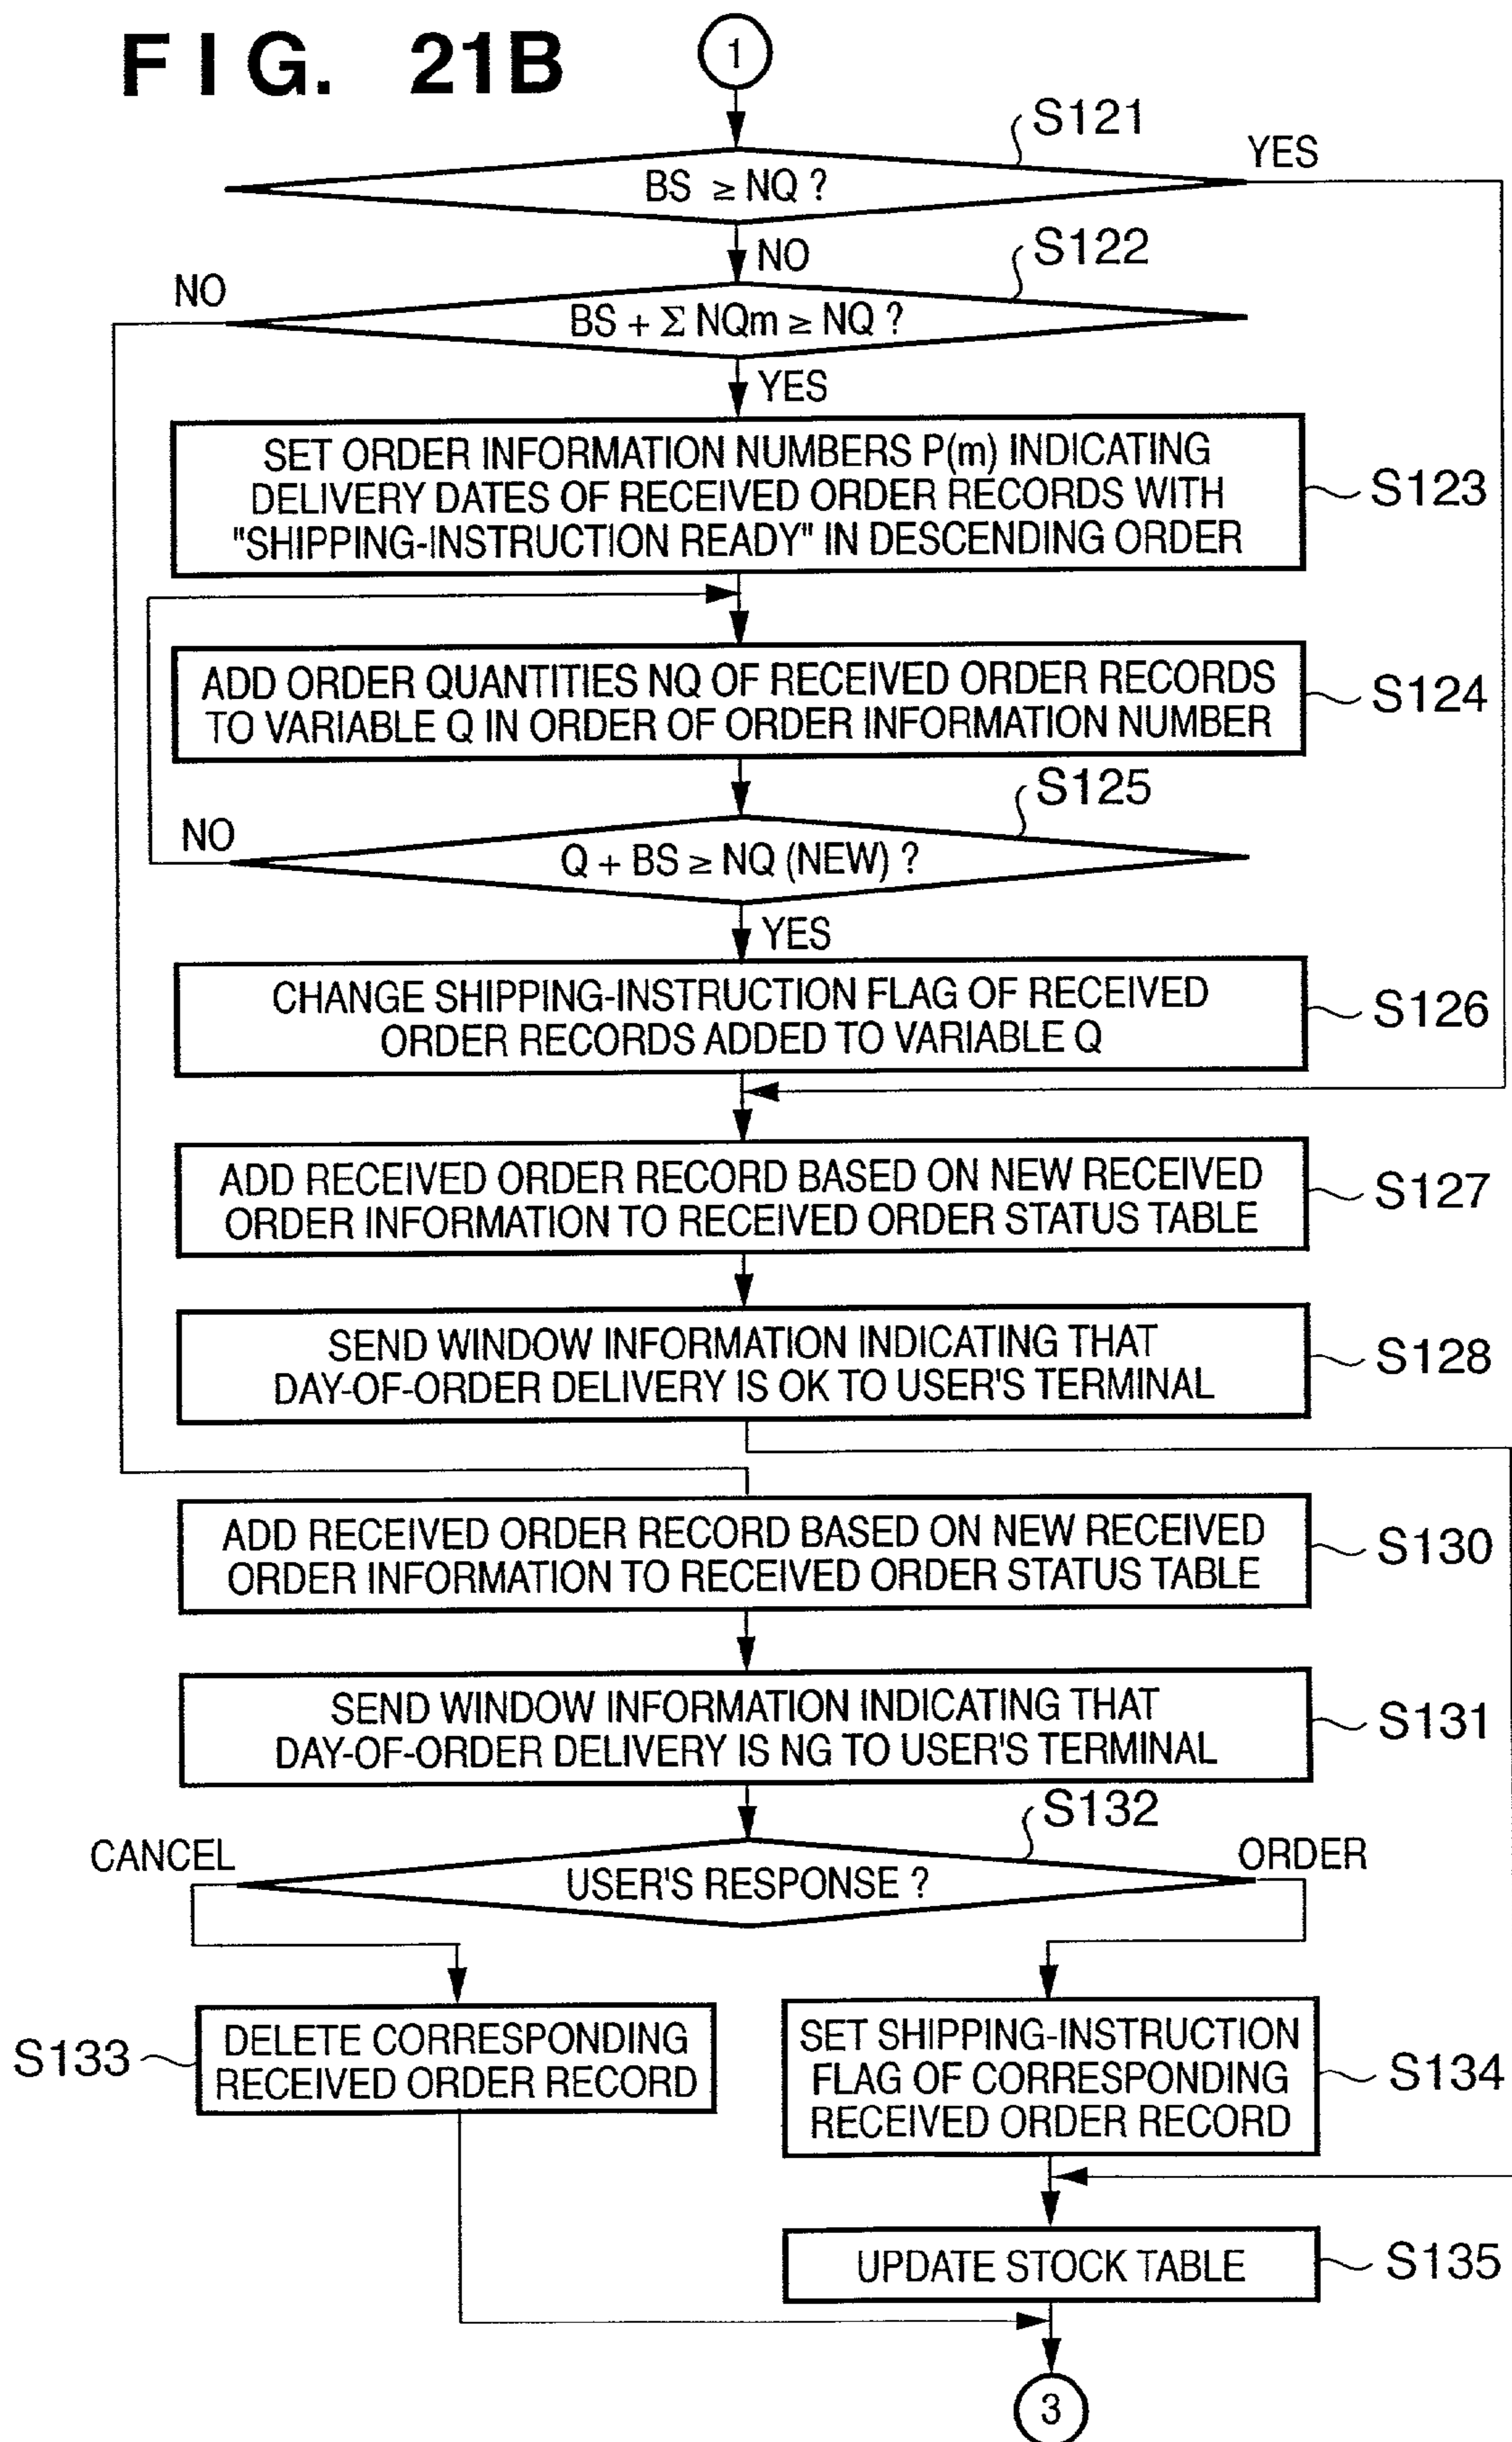 FIG. 21B
1
S121
YES
BS ≥ NQ ?
NO
S122
NO
BS + Σ NQm ≥ NQ ?
YES
SET ORDER INFORMATION NUMBERS P(m) INDICATING
DELIVERY DATES OF RECEIVED ORDER RECORDS WITH
"SHIPPING-INSTRUCTION READY" IN DESCENDING ORDER
S123
ADD ORDER QUANTITIES NQ OF RECEIVED ORDER RECORDS
TO VARIABLE Q IN ORDER OF ORDER INFORMATION NUMBER
S124
S125
NO
Q + BS ≥ NQ (NEW) ?
YES
CHANGE SHIPPING-INSTRUCTION FLAG OF RECEIVED
ORDER RECORDS ADDED TO VARIABLE Q
S126
ADD RECEIVED ORDER RECORD BASED ON NEW RECEIVED
ORDER INFORMATION TO RECEIVED ORDER STATUS TABLE
S127
SEND WINDOW INFORMATION INDICATING THAT
DAY-OF-ORDER DELIVERY IS OK TO USER'S TERMINAL
S128
ADD RECEIVED ORDER RECORD BASED ON NEW RECEIVED
ORDER INFORMATION TO RECEIVED ORDER STATUS TABLE
S130
SEND WINDOW INFORMATION INDICATING THAT
DAY-OF-ORDER DELIVERY IS NG TO USER'S TERMINAL
S131
S132
CANCEL
ORDER
USER'S RESPONSE ?
S133
DELETE CORRESPONDING
RECEIVED ORDER RECORD
SET SHIPPING-INSTRUCTION
FLAG OF CORRESPONDING
RECEIVED ORDER RECORD
S134
UPDATE STOCK TABLE
S135
3